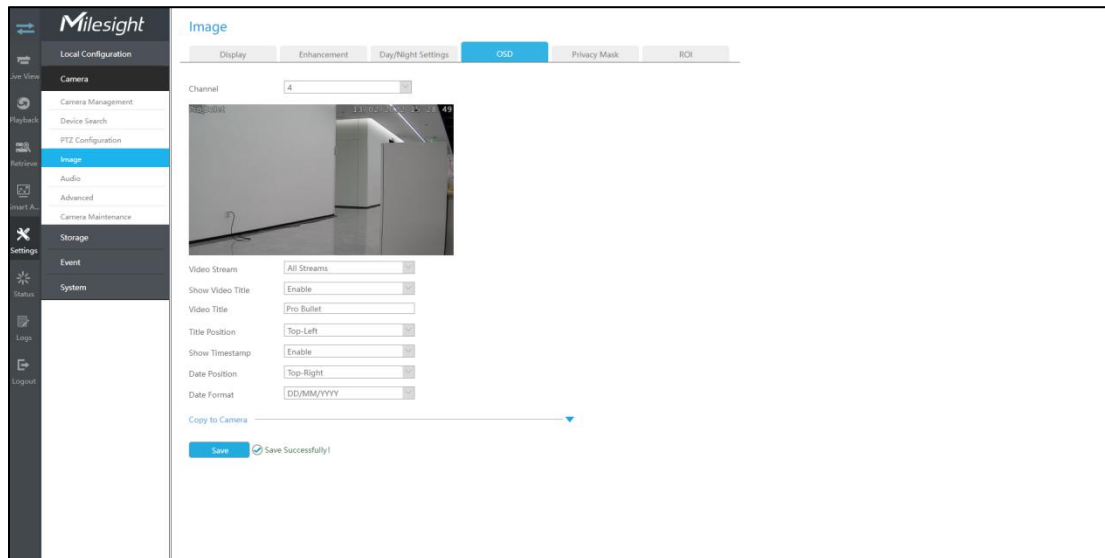 Milesight
Local Configuration
Camera
Camera Management
Device Search
PTZ Configuration
Image
Audio
Advanced
Camera Maintenance
Storage
Event
System
Live View
Playback
Retrieve
Smart A...
Settings
Status
Logs
Logout
Image
Display Enhancement Day/Night Settings OSD Privacy Mask ROI
Channel 4
Video Stream All Streams
Show Video Title Enable
Video Title Pro Bullet
Title Position Top-Left
Show Timestamp Enable
Date Position Top-Right
Date Format DD/MM/YYYY
Copy to Camera
Save Save Successfully!